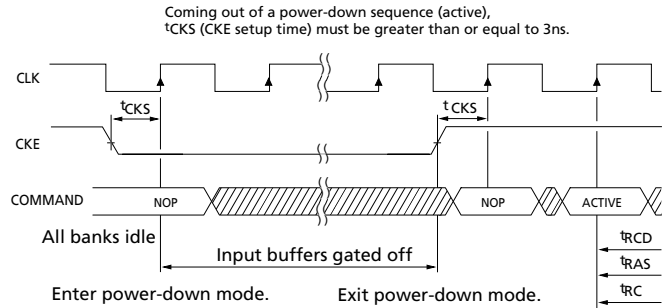 Coming out of a power-down sequence (active),
tCKS (CKE setup time) must be greater than or equal to 3ns.
CLK
tCKS
tCKS
CKE
COMMAND
NOP
NOP
ACTIVE
All banks idle
Input buffers gated off
tRCD
tRAS
tRC
Enter power-down mode.
Exit power-down mode.